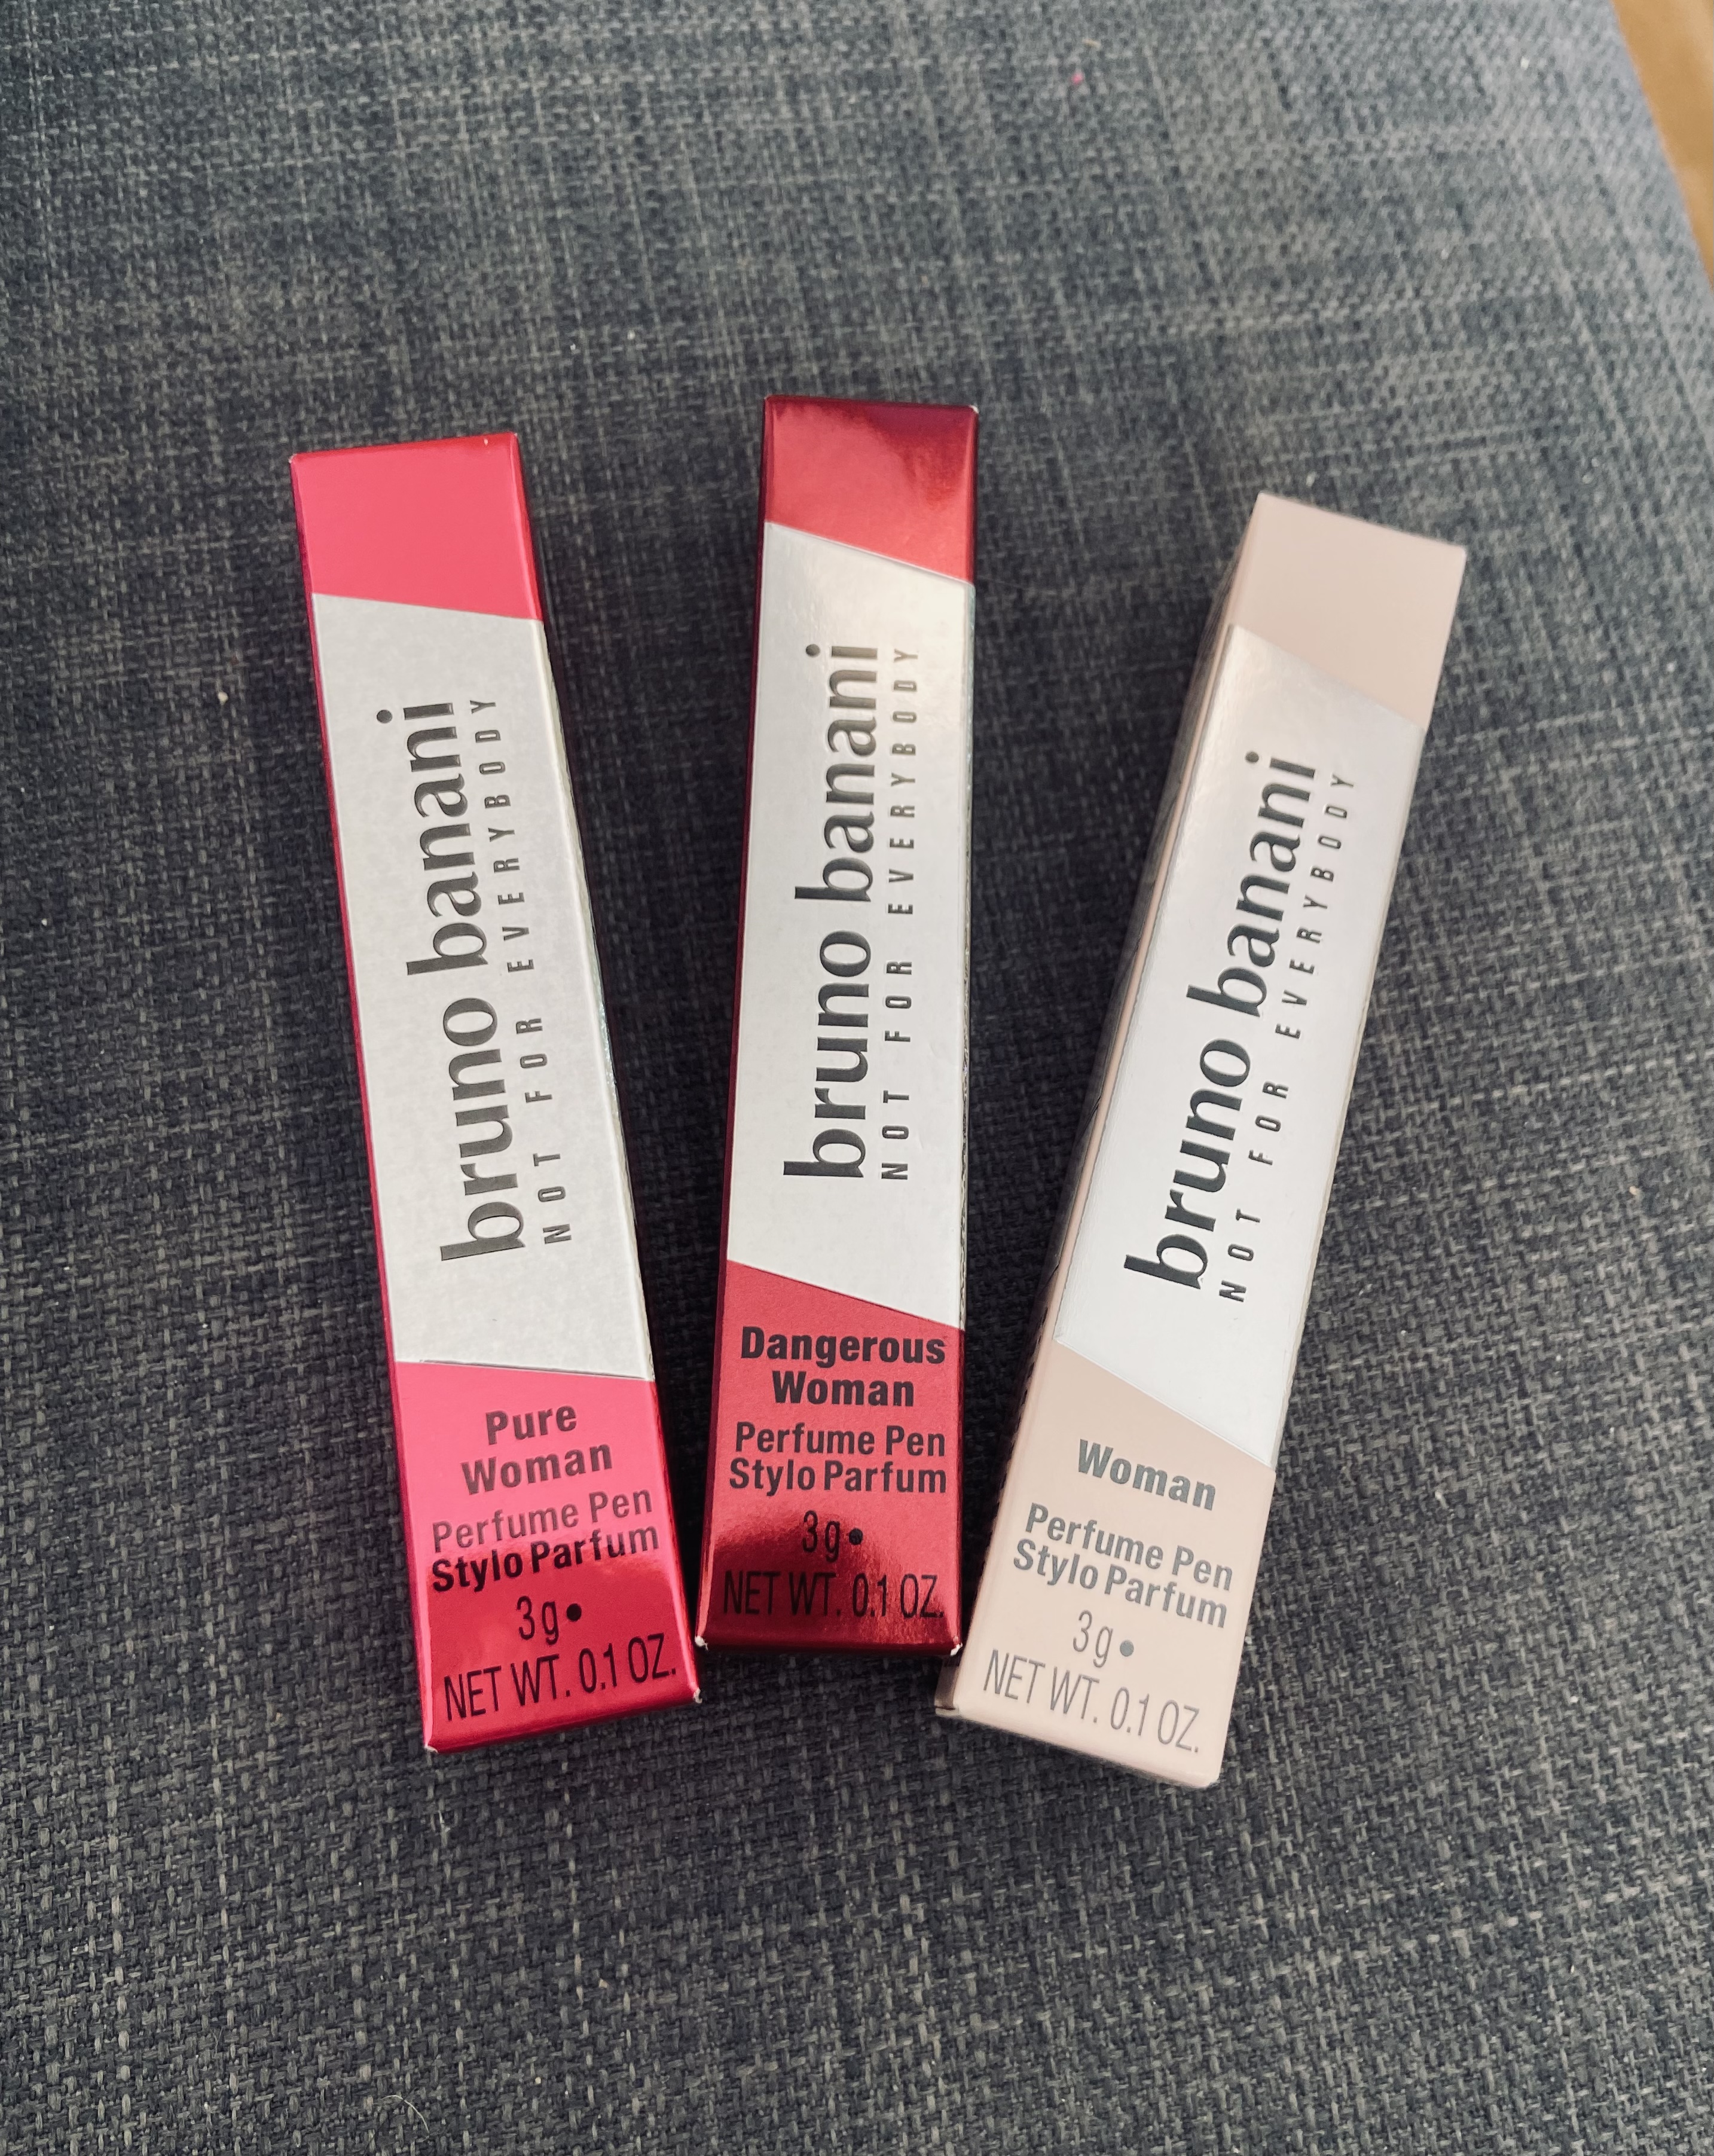 bruno banani
NOT FOR EVERYBODY
Pure
Woman
Perfume Pen
Stylo Parfum
3g•
NET WT. 0.1 OZ.
bruno banani
NOT FOR EVERYBODY
Dangerous
Woman
Perfume Pen
Stylo Parfum
3g•
NET WT. 0.1 OZ.
bruno banani
NOT FOR EVERYBODY
Woman
Perfume Pen
Stylo Parfum
3g•
NET WT. 0.1 OZ.